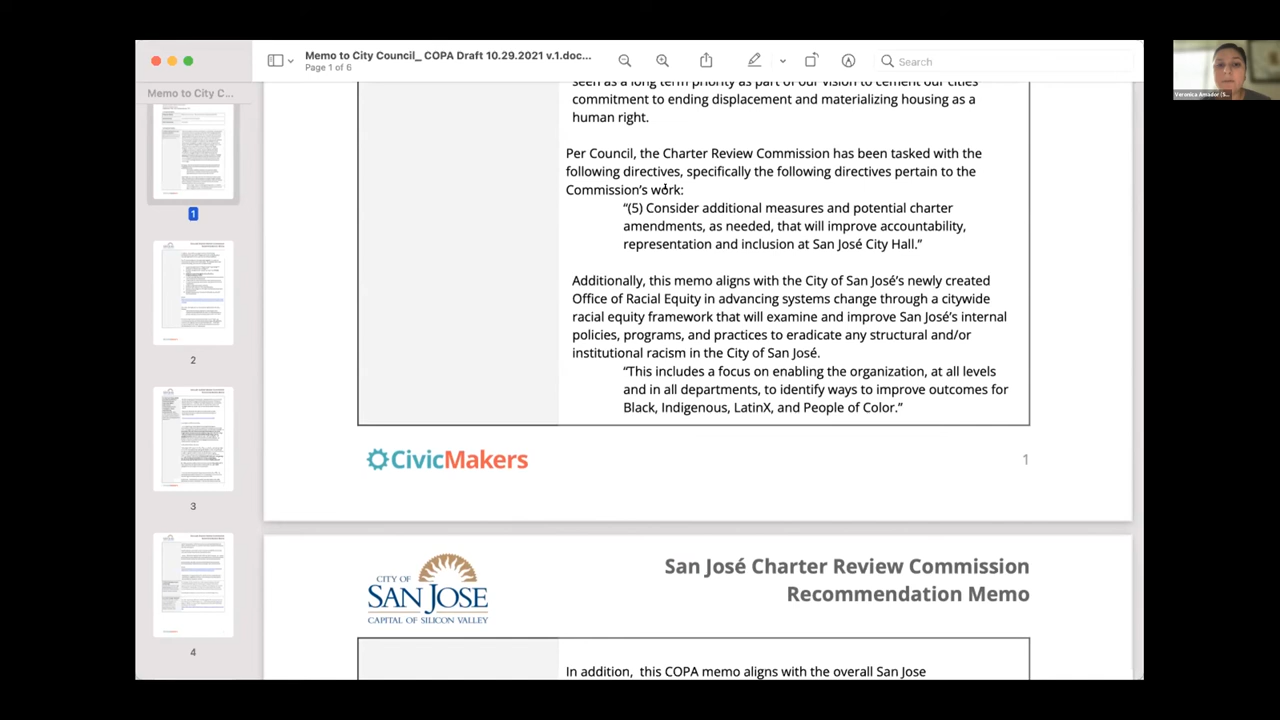 Memo to City Council_ COPA Draft 10.29.2021 v.1.doc...
Page 1 of 6
Search
Memo to City C...
1
2
3
4
seen as a long term priority as part of our vision to cement our cities
commitment to ending displacement and materializing housing as a
human right.
Per Council, the Charter Review Commission has been tasked with the
following directives, specifically the following directives pertain to the
Commission's work:
“(5) Consider additional measures and potential charter
amendments, as needed, that will improve accountability,
representation and inclusion at San José City Hall.”
Additionally, this memo aligns with the City of San Jose's newly created
Office of Racial Equity in advancing systems change through a citywide
racial equity framework that will examine and improve San José's internal
policies, programs, and practices to eradicate any structural and/or
institutional racism in the City of San José.
“This includes a focus on enabling the organization, at all levels
and in all departments, to identify ways to improve outcomes for
Black, Indigenous, LatinX, and People of Color.”
CivicMakers
1
CITY OF
SAN JOSE
CAPITAL OF SILICON VALLEY
San José Charter Review Commission
Recommendation Memo
In addition, this COPA memo aligns with the overall San Jose
Veronica Amador (S...